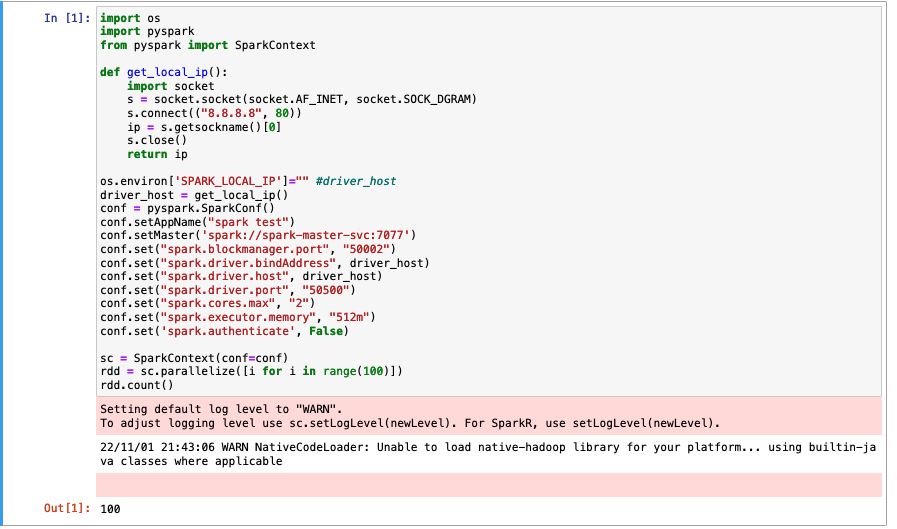 In [1]:
import os
import pyspark
from pyspark import SparkContext
def get_local_ip():
    import socket
    s = socket.socket(socket.AF_INET, socket.SOCK_DGRAM)
    s.connect(("8.8.8.8", 80))
    ip = s.getsockname()[0]
    s.close()
    return ip
os.environ['SPARK_LOCAL_IP']="" #driver_host
driver_host = get_local_ip()
conf = pyspark.SparkConf()
conf.setAppName("spark test")
conf.setMaster('spark://spark-master-svc:7077')
conf.set("spark.blockmanager.port", "50002")
conf.set("spark.driver.bindAddress", driver_host)
conf.set("spark.driver.host", driver_host)
conf.set("spark.driver.port", "50500")
conf.set("spark.cores.max", "2")
conf.set("spark.executor.memory", "512m")
conf.set('spark.authenticate', False)
sc = SparkContext(conf=conf)
rdd = sc.parallelize([i for i in range(100)])
rdd.count()
Setting default log level to "WARN".
To adjust logging level use sc.setLogLevel(newLevel). For SparkR, use setLogLevel(newLevel).
22/11/01 21:43:06 WARN NativeCodeLoader: Unable to load native-hadoop library for your platform... using builtin-ja
va classes where applicable
Out[1]: 100